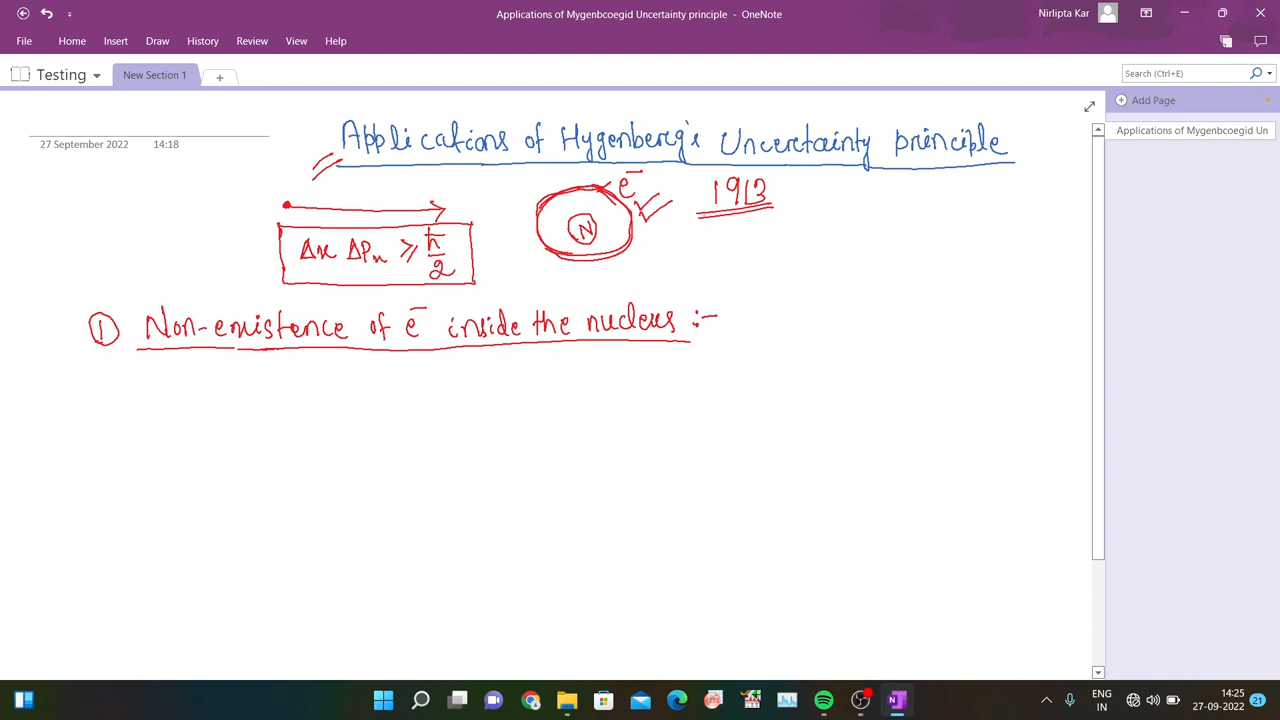 Applications of Mygenbcoegid Uncertainty principle - OneNote
Nirlipta Kar
File Home Insert Draw History Review View Help
Testing
New Section 1
+
Search (Ctrl+E)
Add Page
Applications of Mygenbcoegid Un
27 September 2022 14:18
Applications of Hygenberg's Uncertainty principle
e⁻
1913
N
Δx ΔPx ≥ ħ/2
① Non-existence of e⁻ inside the nucleus :-
ENG
IN
14:25
27-09-2022
21